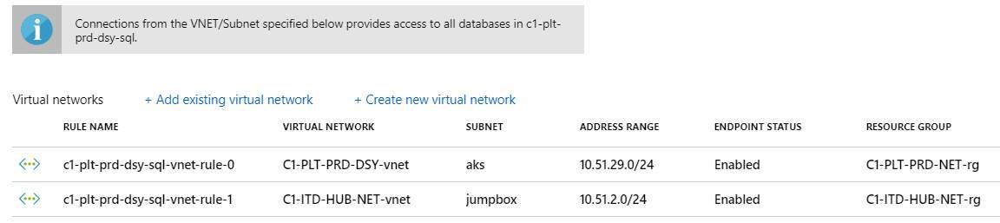 Connections from the VNET/Subnet specified below provides access to all databases in c1-plt-
prd-dsy-sql.
Virtual networks + Add existing virtual network + Create new virtual network
RULE NAME VIRTUAL NETWORK SUBNET ADDRESS RANGE ENDPOINT STATUS RESOURCE GROUP
c1-plt-prd-dsy-sql-vnet-rule-0 C1-PLT-PRD-DSY-vnet aks 10.51.29.0/24 Enabled C1-PLT-PRD-NET-rg
c1-plt-prd-dsy-sql-vnet-rule-1 C1-ITD-HUB-NET-vnet jumpbox 10.51.2.0/24 Enabled C1-ITD-HUB-NET-rg